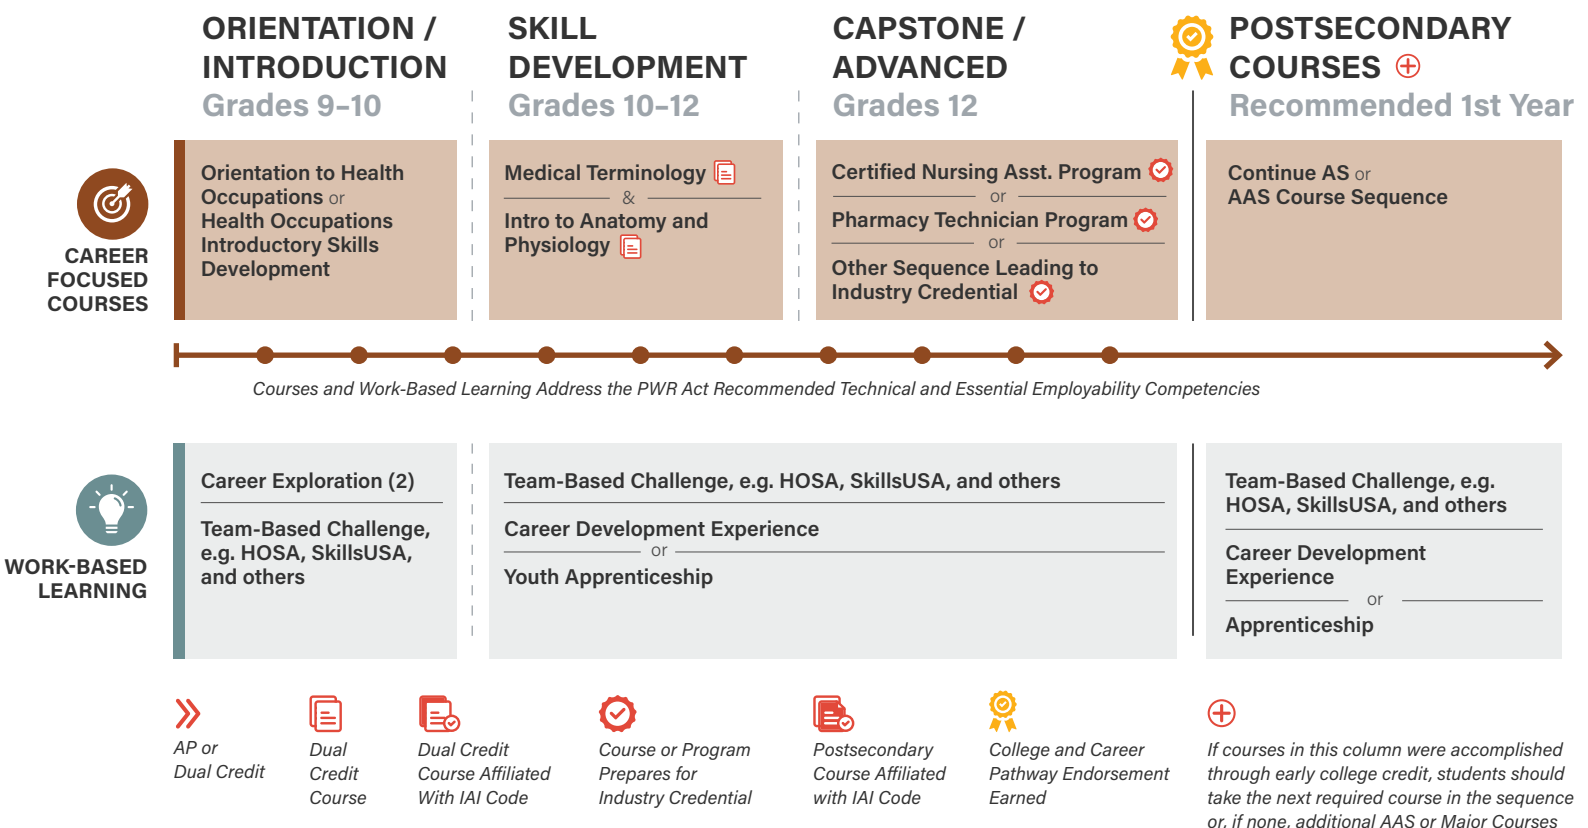 ORIENTATION /
INTRODUCTION
Grades 9–10
SKILL
DEVELOPMENT
Grades 10–12
CAPSTONE /
ADVANCED
Grades 12
POSTSECONDARY
COURSES
Recommended 1st Year
CAREER
FOCUSED
COURSES
Orientation to Health
Occupations or
Health Occupations
Introductory Skills
Development
Medical Terminology
&
Intro to Anatomy and
Physiology
Certified Nursing Asst. Program
or
Pharmacy Technician Program
or
Other Sequence Leading to
Industry Credential
Continue AS or
AAS Course Sequence
Courses and Work-Based Learning Address the PWR Act Recommended Technical and Essential Employability Competencies
WORK-BASED
LEARNING
Career Exploration (2)
Team-Based Challenge,
e.g. HOSA, SkillsUSA,
and others
Team-Based Challenge, e.g. HOSA, SkillsUSA, and others
Career Development Experience
or
Youth Apprenticeship
Team-Based Challenge, e.g.
HOSA, SkillsUSA, and others
Career Development
Experience
or
Apprenticeship
AP or
Dual Credit
Dual
Credit
Course
Dual Credit
Course Affiliated
With IAI Code
Course or Program
Prepares for
Industry Credential
Postsecondary
Course Affiliated
with IAI Code
College and Career
Pathway Endorsement
Earned
If courses in this column were accomplished
through early college credit, students should
take the next required course in the sequence
or, if none, additional AAS or Major Courses